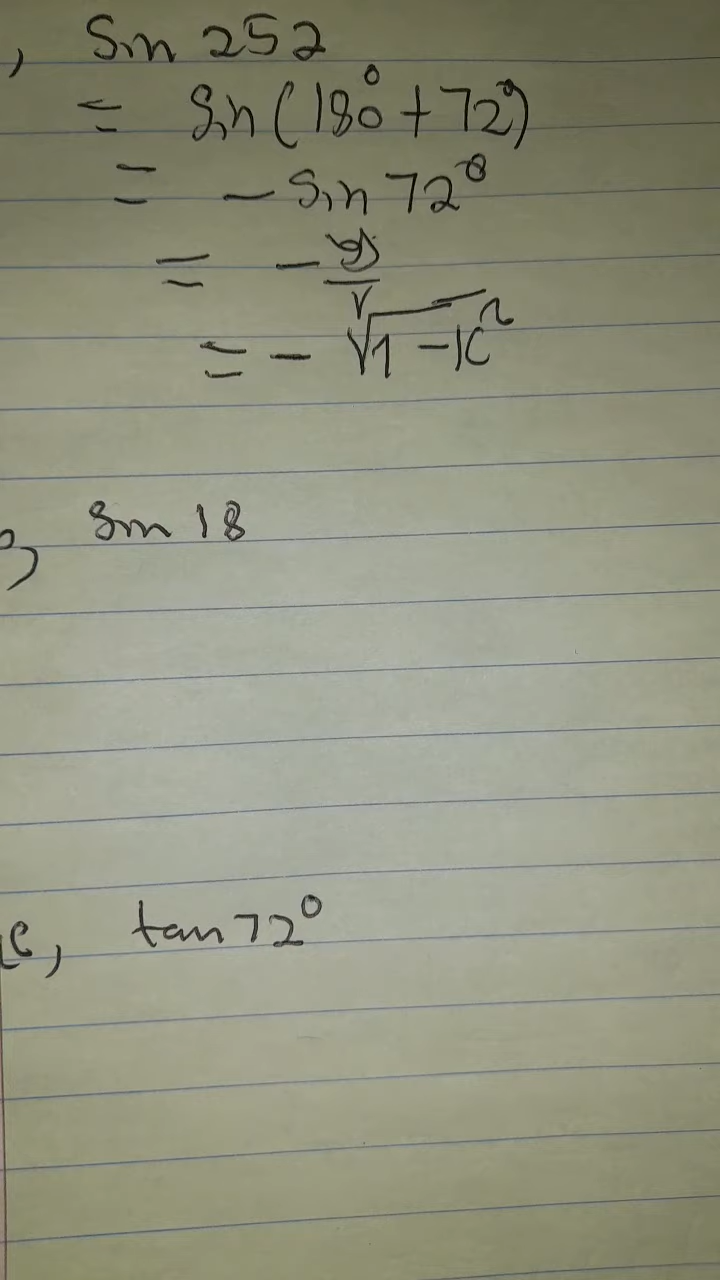 , Sin 252
= Sin(180° + 72°)
= - Sin 72°
= - y/r
= - √1 - k²
, Sin 18
c, tan 72°